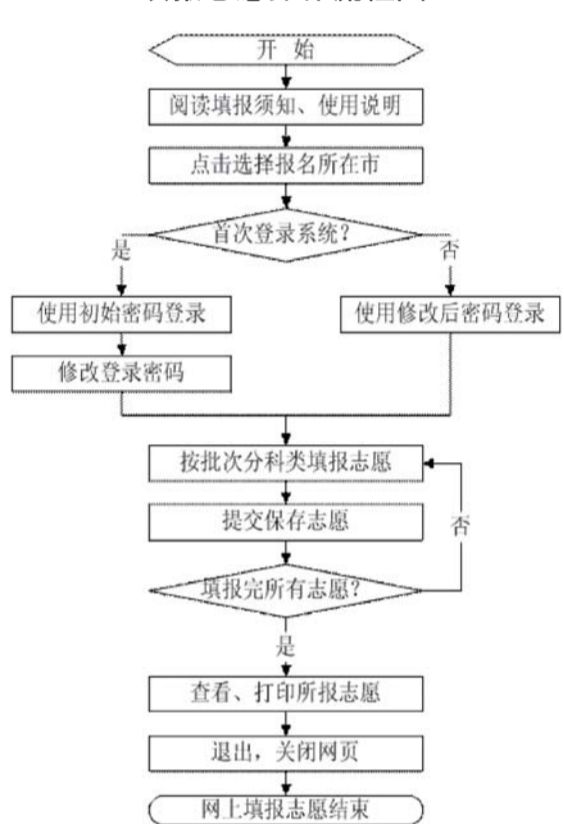 开 始
阅读填报须知、使用说明
点击选择报名所在市
首次登录系统？
是
否
使用初始密码登录
使用修改后密码登录
修改登录密码
按批次分科类填报志愿
提交保存志愿
否
填报完所有志愿？
是
查看、打印所报志愿
退出，关闭网页
网上填报志愿结束